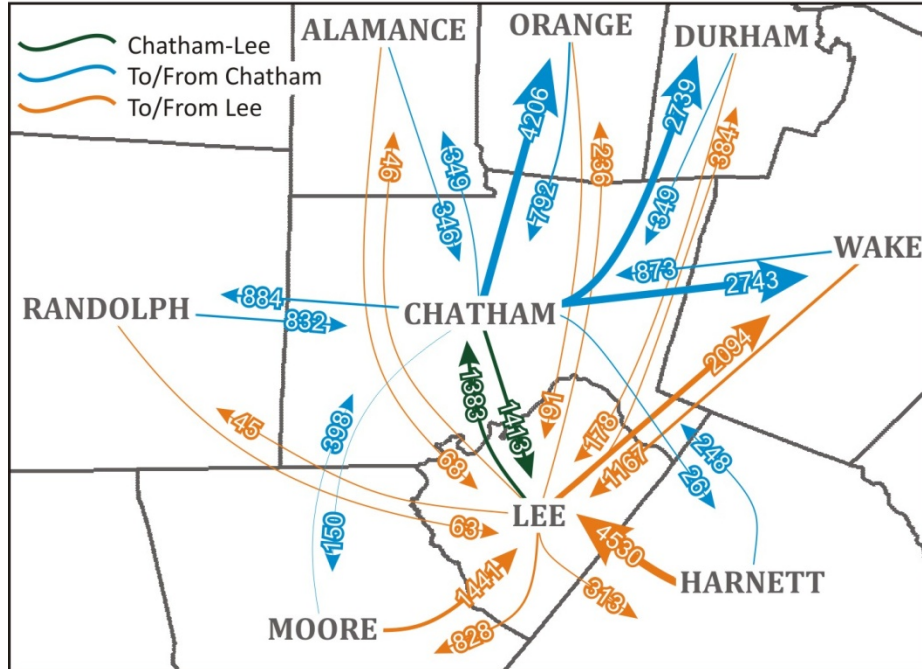 ALAMANCE
ORANGE
DURHAM
Chatham-Lee
To/From Chatham
To/From Lee
4206
2739
384
46
236
349
346
792
349
WAKE
873
2743
884
RANDOLPH
832
CHATHAM
2094
1383
1413
91
45
398
178
1167
248
68
26
63
LEE
150
4530
1441
313
HARNETT
MOORE
828